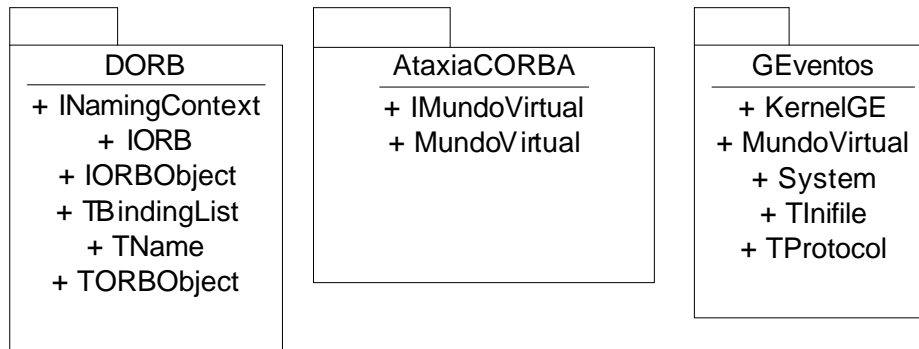 DORB
+ INamingContext
+ IORB
+ IORBObject
+ TBindingList
+ TName
+ TORBObject
AtaxiaCORBA
+ IMundoVirtual
+ MundoVirtual
GEventos
+ KernelGE
+ MundoVirtual
+ System
+ TInifile
+ TProtocol